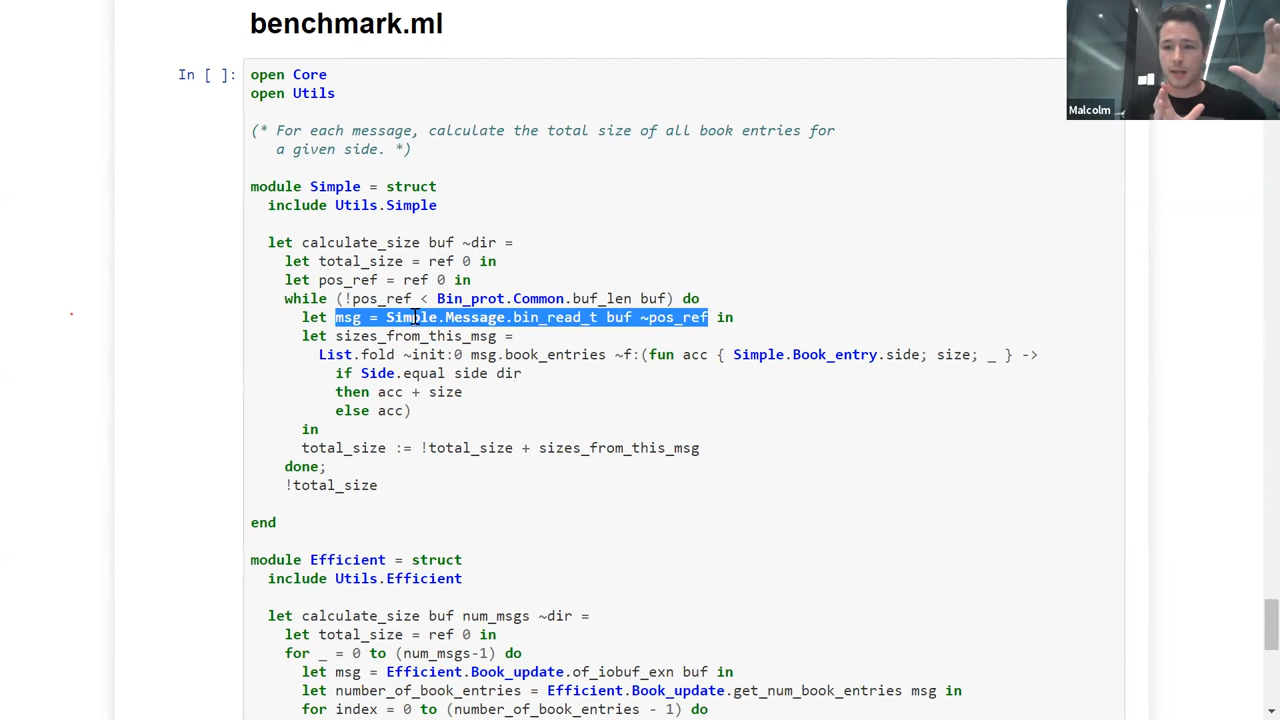 benchmark.ml
Malcolm
In [ ]:
open Core
open Utils
(* For each message, calculate the total size of all book entries for
a given side. *)
module Simple = struct
include Utils.Simple
let calculate_size buf ~dir =
let total_size = ref 0 in
let pos_ref = ref 0 in
while (!pos_ref < Bin_prot.Common.buf_len buf) do
let msg = Simple.Message.bin_read_t buf ~pos_ref in
let sizes_from_this_msg =
List.fold ~init:0 msg.book_entries ~f:(fun acc { Simple.Book_entry.side; size; _ } ->
if Side.equal side dir
then acc + size
else acc)
in
total_size := !total_size + sizes_from_this_msg
done;
!total_size
end
module Efficient = struct
include Utils.Efficient
let calculate_size buf num_msgs ~dir =
let total_size = ref 0 in
for _ = 0 to (num_msgs-1) do
let msg = Efficient.Book_update.of_iobuf_exn buf in
let number_of_book_entries = Efficient.Book_update.get_num_book_entries msg in
for index = 0 to (number_of_book_entries - 1) do